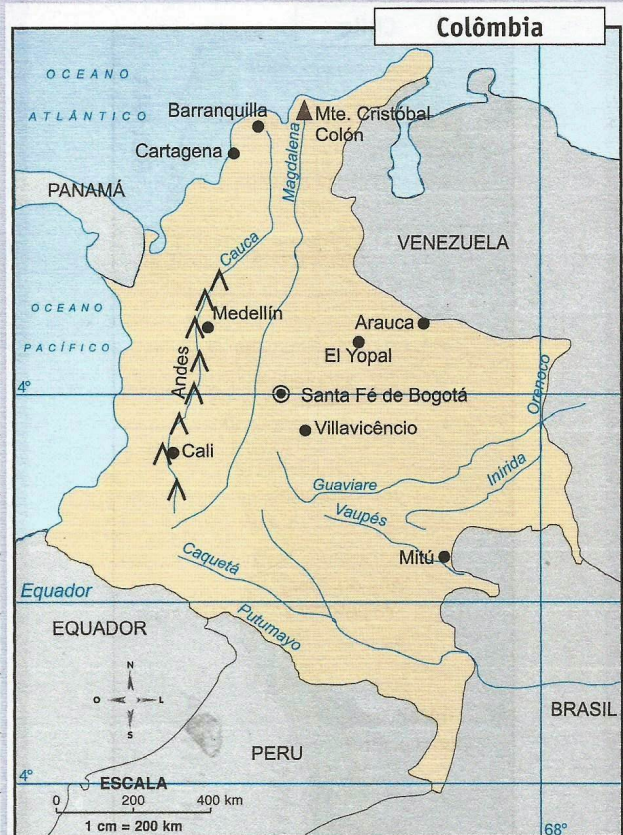 Colômbia
OCEANO
ATLÂNTICO
Barranquilla
Mte. Cristóbal
Colón
Cartagena
Magdalena
PANAMÁ
Cauca
VENEZUELA
OCEANO
PACÍFICO
Medellín
Arauca
El Yopal
Andes
4°
Santa Fé de Bogotá
Orenoco
Villavicêncio
Cali
Guaviare
Inírida
Vaupés
Mitú
Caquetá
Equador
Putumayo
EQUADOR
N
O
L
S
BRASIL
PERU
4°
ESCALA
0 200 400 km
1 cm = 200 km
68°